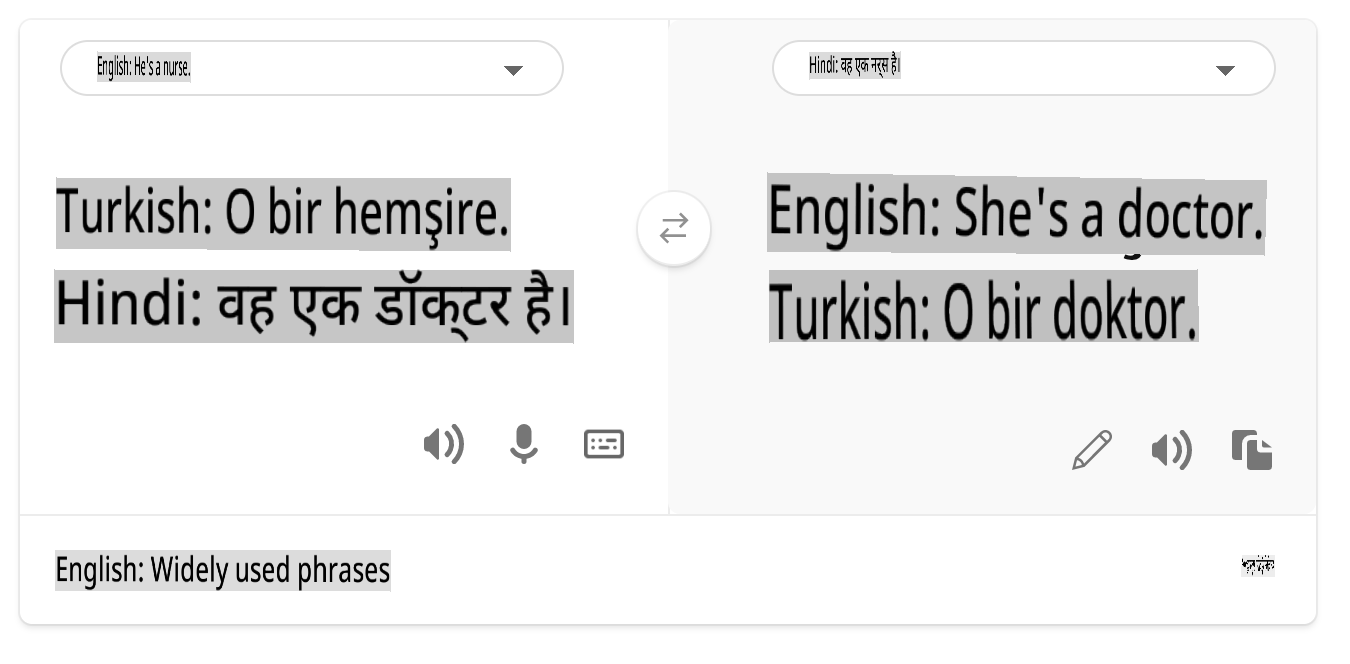 English: He's a nurse.
Hindi: वह एक नर्स है।
Turkish: O bir hemşire.
Hindi: वह एक डॉक्टर है।
English: She's a doctor.
Turkish: O bir doktor.
English: Widely used phrases